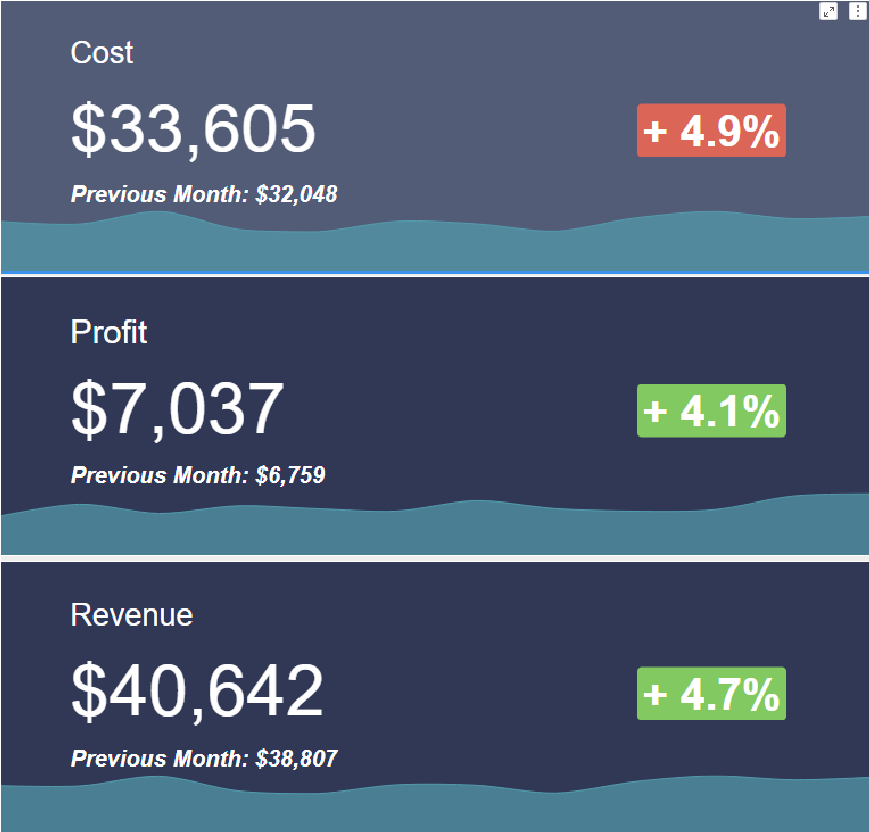 Cost
$33,605
+ 4.9%
Previous Month: $32,048
Profit
$7,037
+ 4.1%
Previous Month: $6,759
Revenue
$40,642
+ 4.7%
Previous Month: $38,807